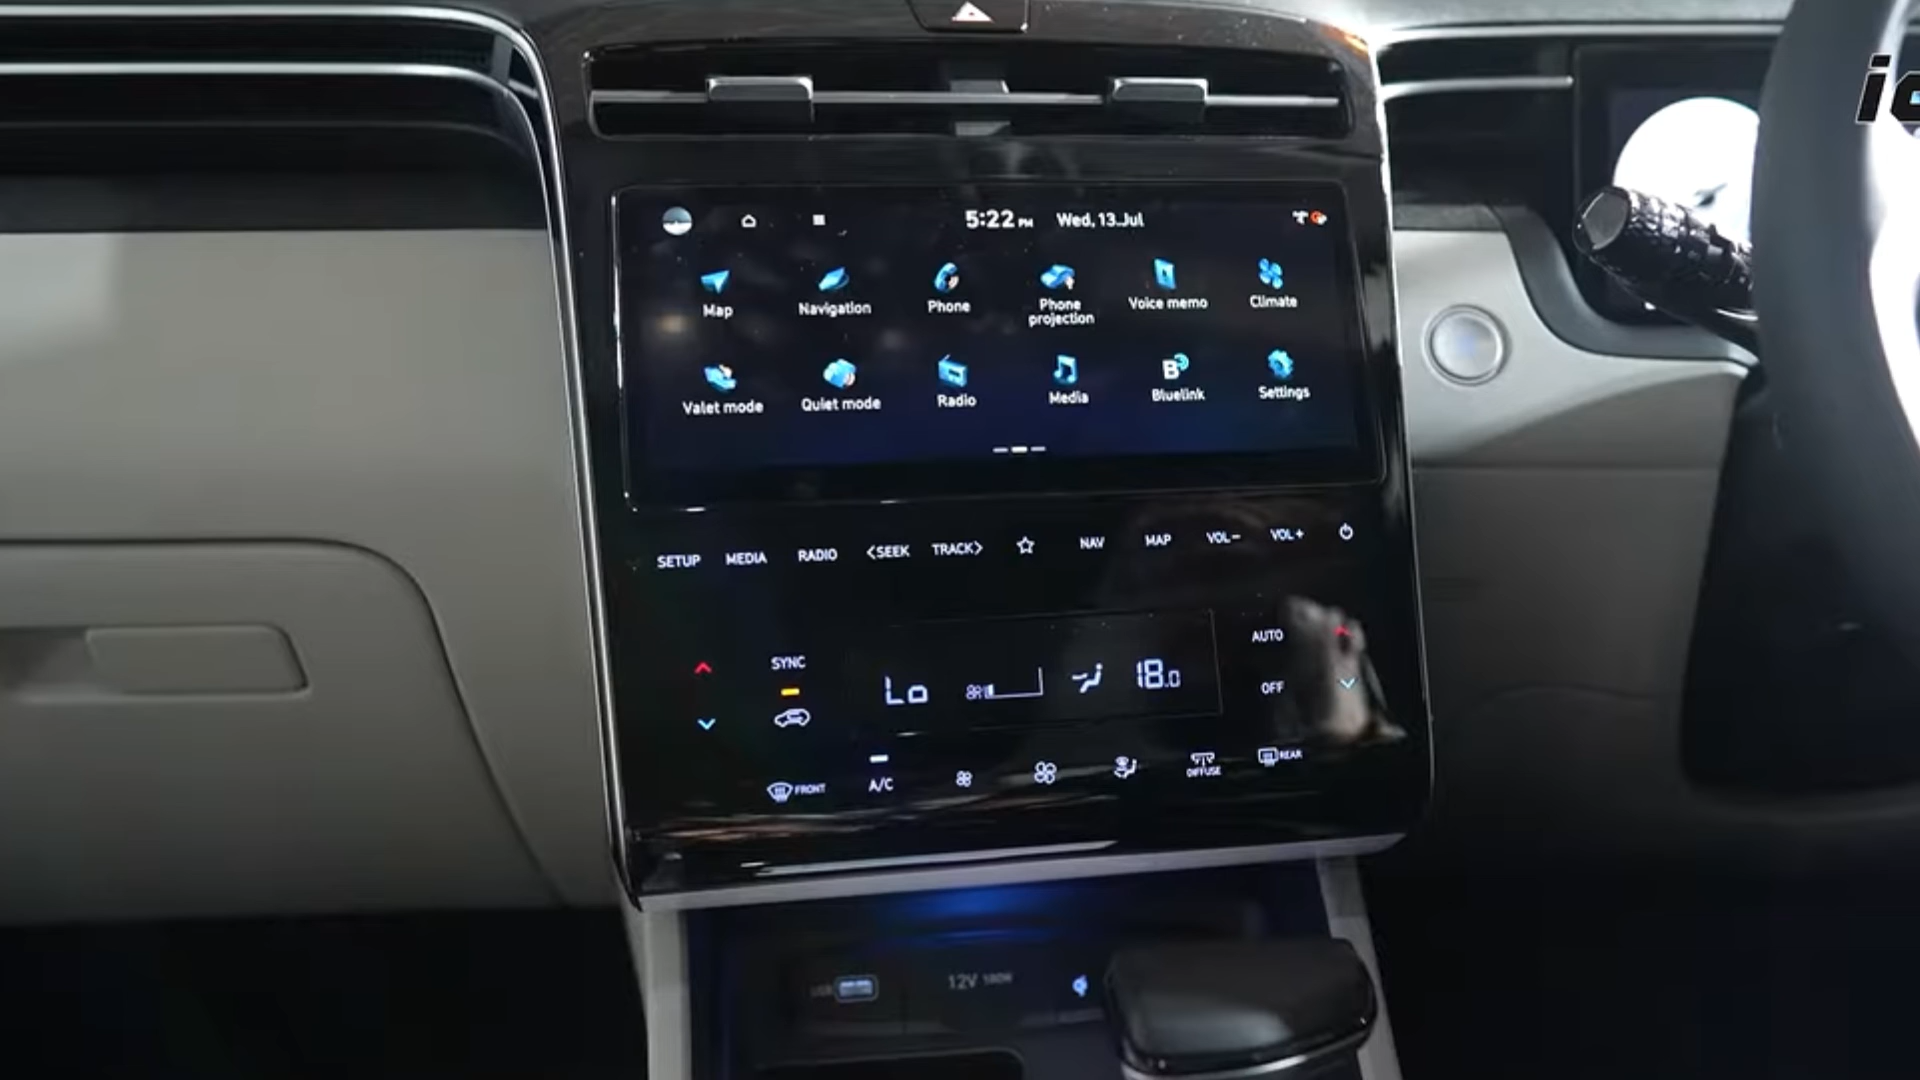 5:22 PM Wed, 13.Jul
Map Navigation Phone Phone projection Voice memo Climate
Valet mode Quiet mode Radio Media Bluelink Settings
SETUP MEDIA RADIO <SEEK TRACK> NAV MAP VOL− VOL+
SYNC AUTO
Lo 18.0
OFF
FRONT A/C DIFFUSE REAR
USB 12V 180W